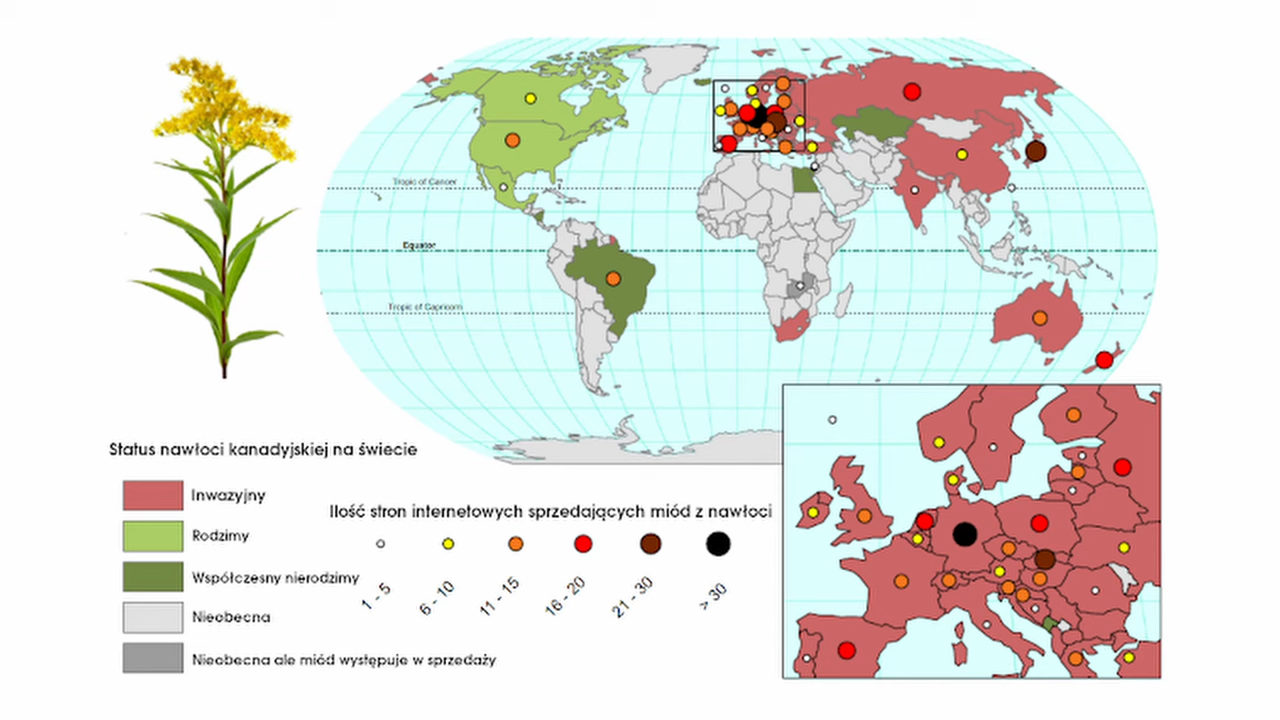 Tropic of Cancer
Equator
Tropic of Capricorn
Status nawłoci kanadyjskiej na świecie
Inwazyjny
Rodzimy
Współczesny nierodzimy
Nieobecna
Nieobecna ale miód występuje w sprzedaży
Ilość stron internetowych sprzedających miód z nawłoci
1 - 5
6 - 10
11 - 15
16 - 20
21 - 30
> 30